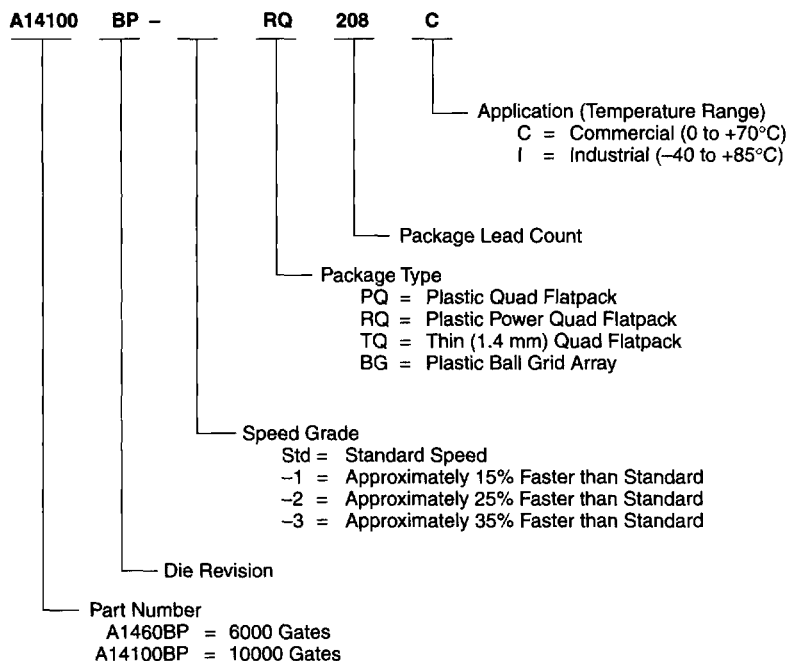 A14100 BP – RQ 208 C
Application (Temperature Range)
C = Commercial (0 to +70°C)
I = Industrial (–40 to +85°C)
Package Lead Count
Package Type
PQ = Plastic Quad Flatpack
RQ = Plastic Power Quad Flatpack
TQ = Thin (1.4 mm) Quad Flatpack
BG = Plastic Ball Grid Array
Speed Grade
Std = Standard Speed
–1 = Approximately 15% Faster than Standard
–2 = Approximately 25% Faster than Standard
–3 = Approximately 35% Faster than Standard
Die Revision
Part Number
A1460BP = 6000 Gates
A14100BP = 10000 Gates